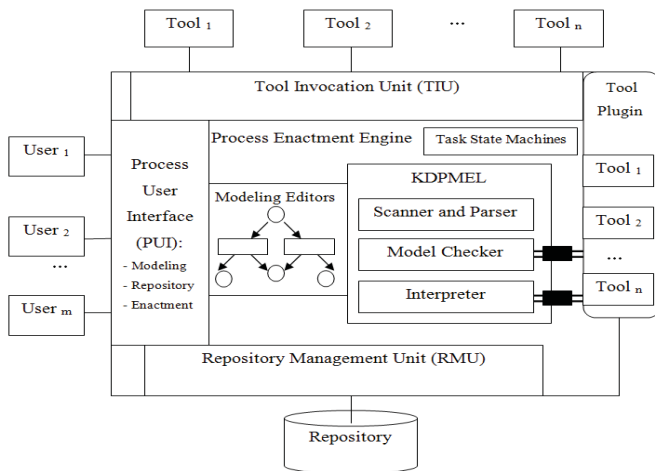 Tool 1
Tool 2
...
Tool n
Tool Invocation Unit (TIU)
Tool
Plugin
Tool 1
Tool 2
...
Tool n
User 1
User 2
...
User m
Process
User
Interface
(PUI):
- Modeling
- Repository
- Enactment
Process Enactment Engine
Task State Machines
Modeling Editors
KDPMEL
Scanner and Parser
Model Checker
Interpreter
Repository Management Unit (RMU)
Repository